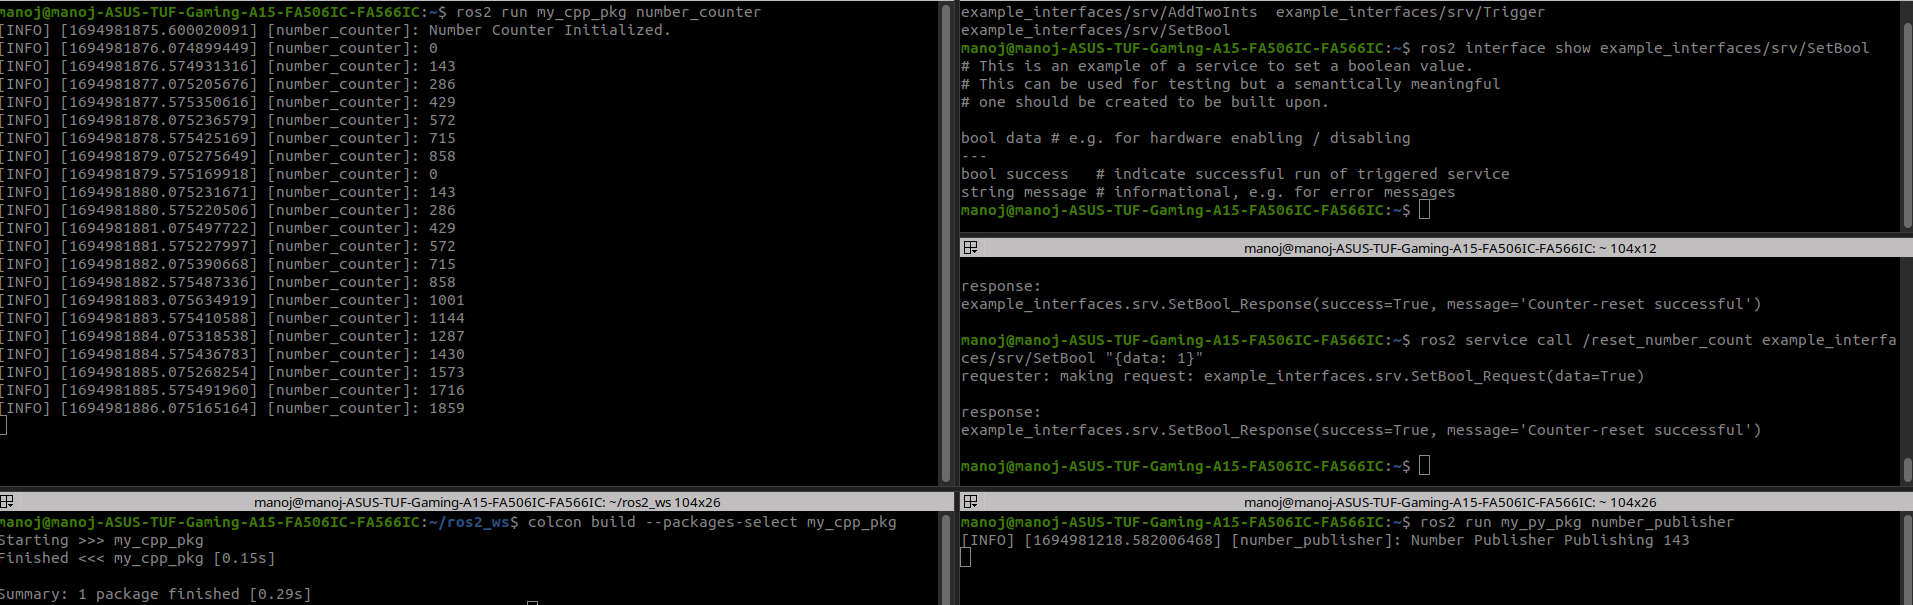 manoj@manoj-ASUS-TUF-Gaming-A15-FA506IC-FA566IC:~$ ros2 run my_cpp_pkg number_counter
[INFO] [1694981875.600020091] [number_counter]: Number Counter Initialized.
[INFO] [1694981876.074899449] [number_counter]: 0
[INFO] [1694981876.574931316] [number_counter]: 143
[INFO] [1694981877.075205676] [number_counter]: 286
[INFO] [1694981877.575350616] [number_counter]: 429
[INFO] [1694981878.075236579] [number_counter]: 572
[INFO] [1694981878.575425169] [number_counter]: 715
[INFO] [1694981879.075275649] [number_counter]: 858
[INFO] [1694981879.575169918] [number_counter]: 0
[INFO] [1694981880.075231671] [number_counter]: 143
[INFO] [1694981880.575220506] [number_counter]: 286
[INFO] [1694981881.075497722] [number_counter]: 429
[INFO] [1694981881.575227997] [number_counter]: 572
[INFO] [1694981882.075390668] [number_counter]: 715
[INFO] [1694981882.575487336] [number_counter]: 858
[INFO] [1694981883.075634919] [number_counter]: 1001
[INFO] [1694981883.575410588] [number_counter]: 1144
[INFO] [1694981884.075318538] [number_counter]: 1287
[INFO] [1694981884.575436783] [number_counter]: 1430
[INFO] [1694981885.075268254] [number_counter]: 1573
[INFO] [1694981885.575491960] [number_counter]: 1716
[INFO] [1694981886.075165164] [number_counter]: 1859
manoj@manoj-ASUS-TUF-Gaming-A15-FA506IC-FA566IC: ~/ros2_ws 104x26
manoj@manoj-ASUS-TUF-Gaming-A15-FA506IC-FA566IC:~/ros2_ws$ colcon build --packages-select my_cpp_pkg
Starting >>> my_cpp_pkg
Finished <<< my_cpp_pkg [0.15s]
Summary: 1 package finished [0.29s]
example_interfaces/srv/AddTwoInts  example_interfaces/srv/Trigger
example_interfaces/srv/SetBool
manoj@manoj-ASUS-TUF-Gaming-A15-FA506IC-FA566IC:~$ ros2 interface show example_interfaces/srv/SetBool
# This is an example of a service to set a boolean value.
# This can be used for testing but a semantically meaningful
# one should be created to be built upon.
bool data # e.g. for hardware enabling / disabling
---
bool success   # indicate successful run of triggered service
string message # informational, e.g. for error messages
manoj@manoj-ASUS-TUF-Gaming-A15-FA506IC-FA566IC:~$
manoj@manoj-ASUS-TUF-Gaming-A15-FA506IC-FA566IC: ~ 104x12
response:
example_interfaces.srv.SetBool_Response(success=True, message='Counter-reset successful')
manoj@manoj-ASUS-TUF-Gaming-A15-FA506IC-FA566IC:~$ ros2 service call /reset_number_count example_interfa
ces/srv/SetBool "{data: 1}"
requester: making request: example_interfaces.srv.SetBool_Request(data=True)
response:
example_interfaces.srv.SetBool_Response(success=True, message='Counter-reset successful')
manoj@manoj-ASUS-TUF-Gaming-A15-FA506IC-FA566IC:~$
manoj@manoj-ASUS-TUF-Gaming-A15-FA506IC-FA566IC: ~ 104x26
manoj@manoj-ASUS-TUF-Gaming-A15-FA506IC-FA566IC:~$ ros2 run my_py_pkg number_publisher
[INFO] [1694981218.582006468] [number_publisher]: Number Publisher Publishing 143